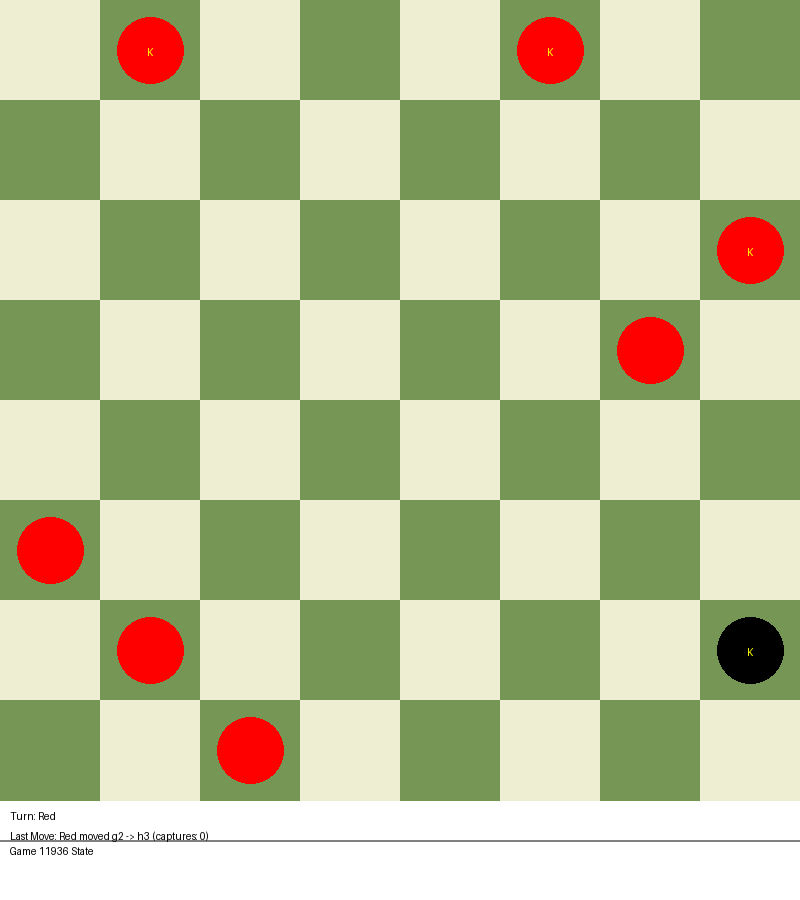 K K
K
K
Turn: Red
Last Move: Red moved g2 -> h3 (captures: 0)
Game 11936 State